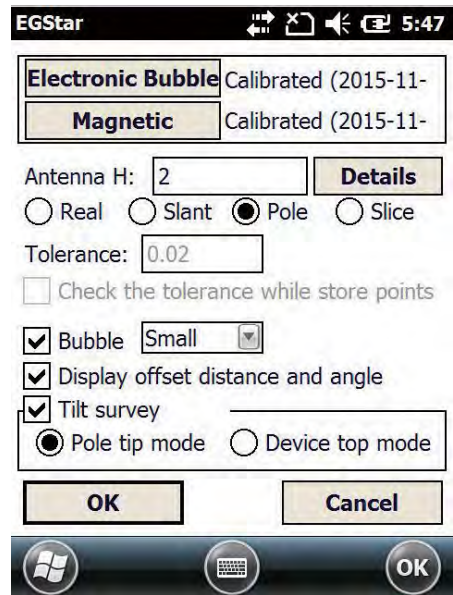 EGStar 5:47
Electronic Bubble Calibrated (2015-11-
Magnetic Calibrated (2015-11-
Antenna H: 2 Details
Real Slant Pole Slice
Tolerance: 0.02
Check the tolerance while store points
Bubble Small
Display offset distance and angle
Tilt survey
Pole tip mode Device top mode
OK Cancel
OK